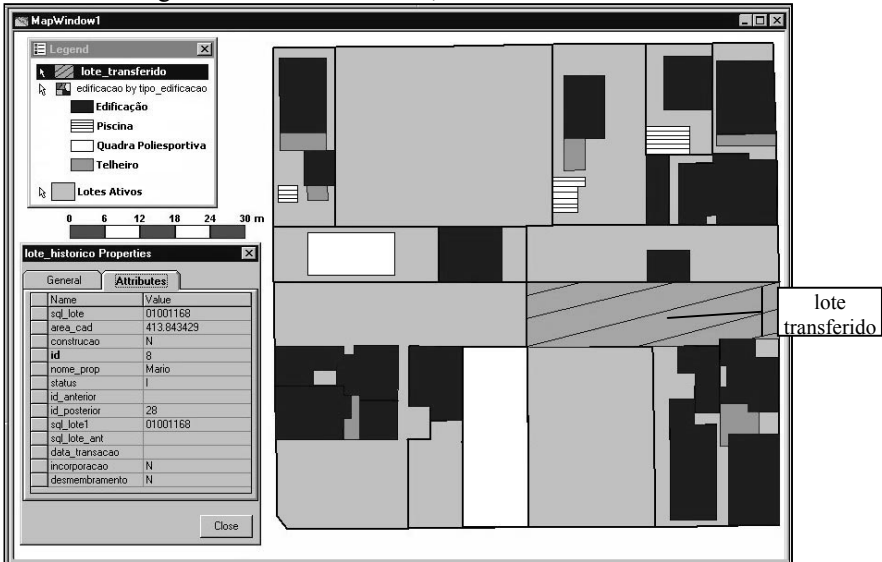 MapWindow1
Legend
lote_transferido
edificacao by tipo_edificacao
Edificação
Piscina
Quadra Poliesportiva
Telheiro
Lotes Ativos
0 6 12 18 24 30 m
lote_historico Properties
General Attributes
Name Value
sql_lote 01001168
area_cad 413.843429
construcao N
id 8
nome_prop Mario
status I
id_anterior
id_posterior 28
sql_lote1 01001168
sql_lote_ant
data_transacao
incorporacao N
desmembramento N
Close
lote
transferido